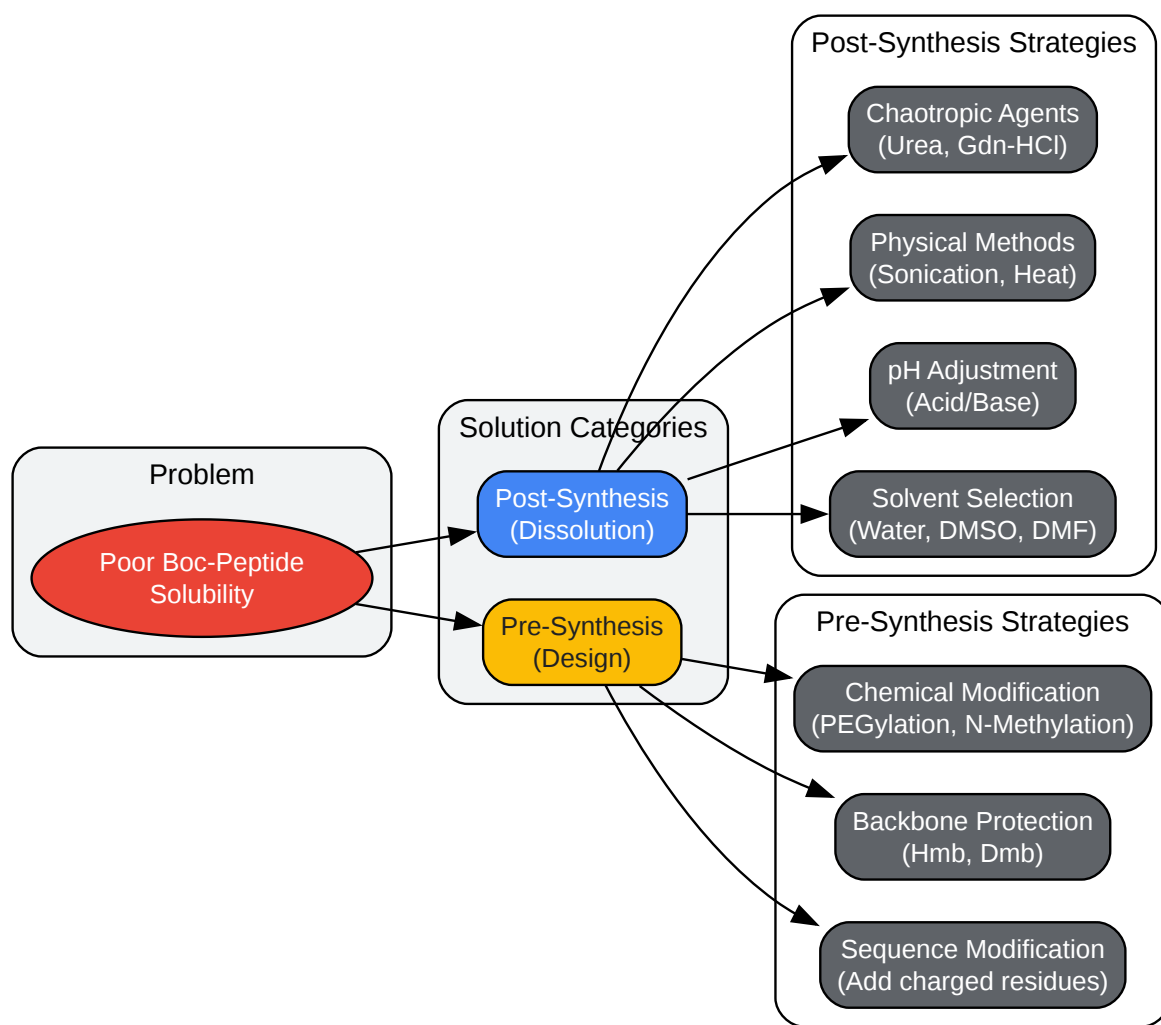 Problem
Poor Boc-Peptide
Solubility
Solution Categories
Post-Synthesis
(Dissolution)
Pre-Synthesis
(Design)
Post-Synthesis Strategies
Chaotropic Agents
(Urea, Gdn-HCl)
Physical Methods
(Sonication, Heat)
pH Adjustment
(Acid/Base)
Solvent Selection
(Water, DMSO, DMF)
Pre-Synthesis Strategies
Chemical Modification
(PEGylation, N-Methylation)
Backbone Protection
(Hmb, Dmb)
Sequence Modification
(Add charged residues)